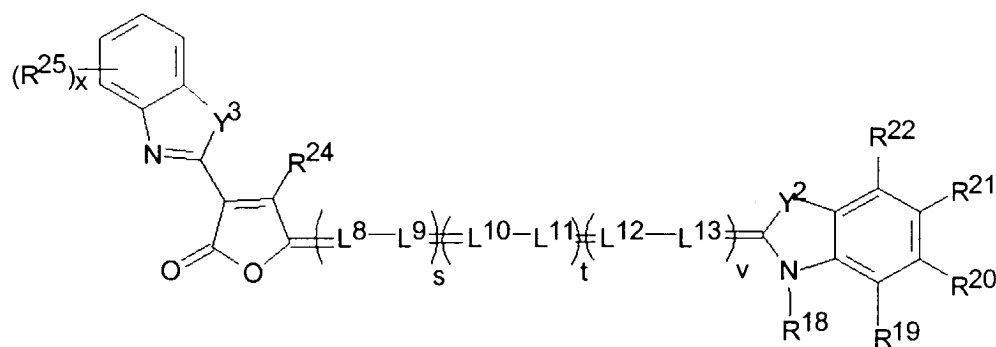 (R25)x
Y3
N
R24
R22
Y2
R21
L8 L9 L10 L11 L12 L13
s t v
O O
N
R20
R18 R19